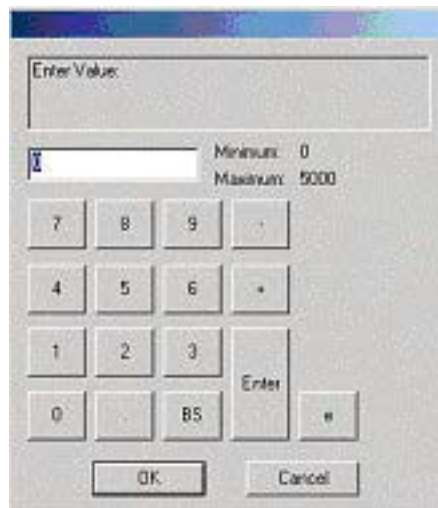 Enter Value:
0
Minimum: 0
Maximum: 5000
7 8 9 -
4 5 6 +
1 2 3
Enter
0 . BS e
OK Cancel